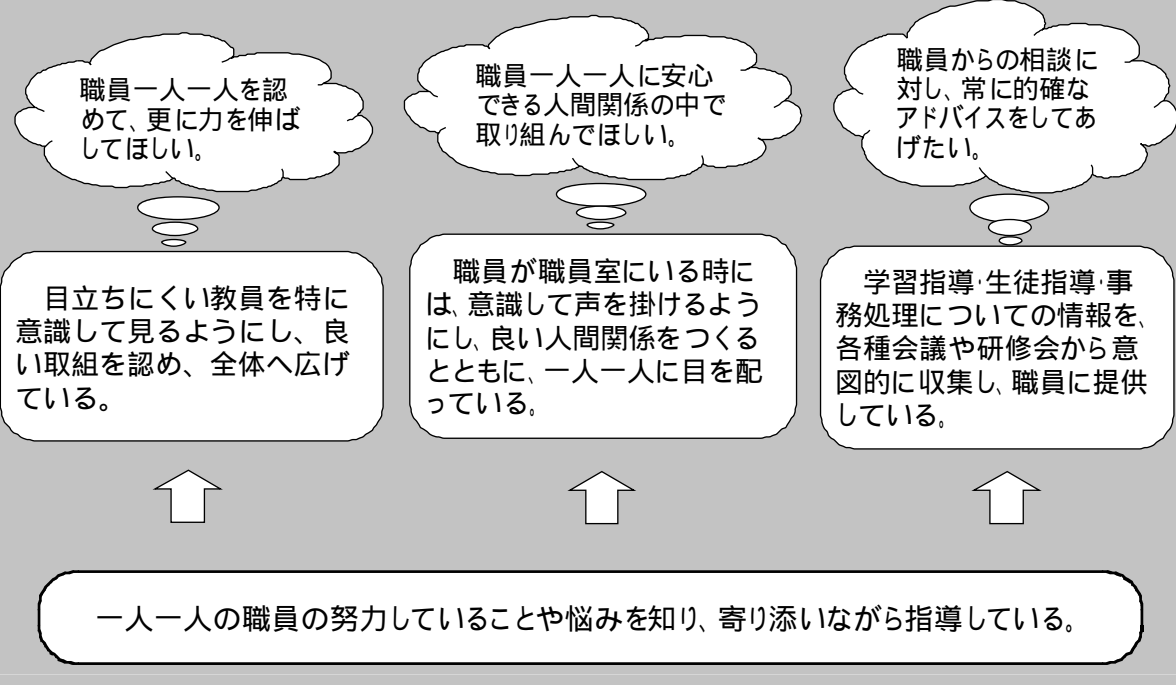 職員一人一人を認
めて、更に力を伸ば
してほしい。
職員一人一人に安心
できる人間関係の中で
取り組んでほしい。
職員からの相談に
対し、常に的確な
アドバイスをしてあ
げたい。
目立ちにくい教員を特に
意識して見るようにし、良
い取組を認め、全体へ広げ
ている。
職員が職員室にいる時に
は、意識して声を掛けるよう
にし、良い人間関係をつくる
とともに、一人一人に目を配
っている。
学習指導・生徒指導・事
務処理についての情報を、
各種会議や研修会から意
図的に収集し、職員に提供
している。
一人一人の職員の努力していることや悩みを知り、寄り添いながら指導している。